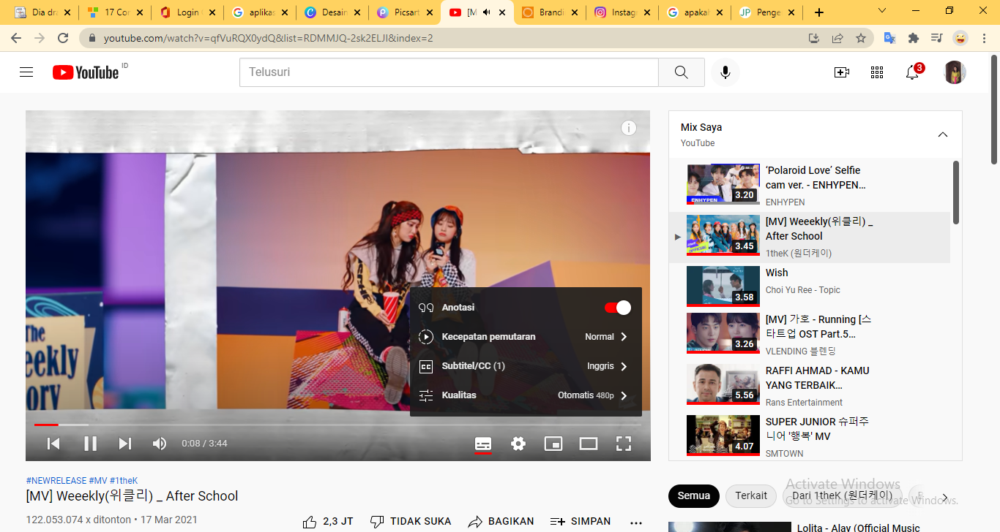 Dia dra
17 Cor
Login
aplikas
Desain
Picsart
[M
Brandi
Instag
apakal
Penge
youtube.com/watch?v=qfVuRQX0ydQ&list=RDMMJQ-2sk2ELJI&index=2
YouTube ID
Telusuri
3
The
eekly
ory
Anotasi
Kecepatan pemutaran Normal
Subtitel/CC (1) Inggris
Kualitas Otomatis 480p
0:08 / 3:44
#NEWRELEASE #MV #1theK
[MV] Weeekly(위클리) _ After School
122.053.074 x ditonton • 17 Mar 2021
2,3 JT TIDAK SUKA BAGIKAN SIMPAN
Mix Saya
YouTube
ENHYPEN
3.20
‘Polaroid Love’ Selfie
cam ver. - ENHYPEN…
ENHYPEN
3.45
[MV] Weeekly(위클리) _
After School
1theK (원더케이)
3.58
Wish
Choi Yu Ree - Topic
3.26
[MV] 가호 - Running [스
타트업 OST Part.5…
VLENDING 블렌딩
5.56
RAFFI AHMAD - KAMU
YANG TERBAIK…
Rans Entertainment
4.07
SUPER JUNIOR 슈퍼주
니어 '행복' MV
SMTOWN
Semua
Terkait
Dari 1theK (원더케이)
Activate Windows
Go to Settings to activate Windows.
Lolita - Alay (Official Music